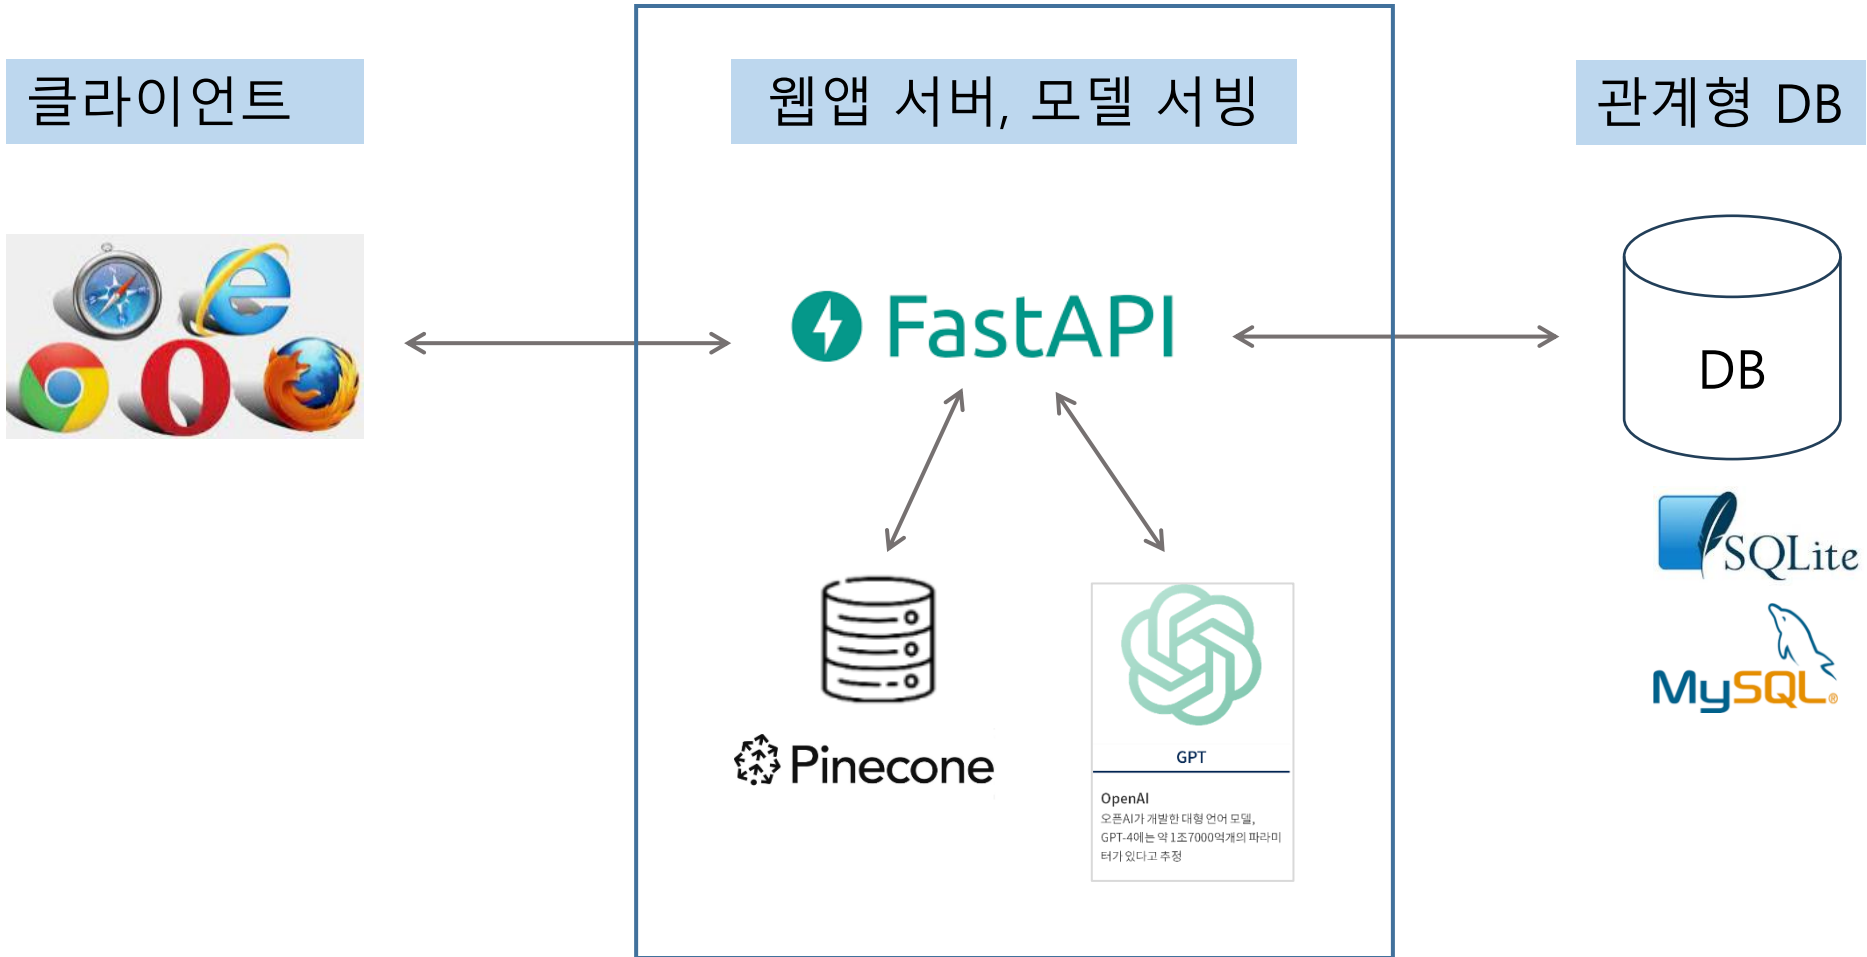 클라이언트
웹앱 서버, 모델 서빙
관계형 DB
FastAPI
DB
SQLite
MySQL®
Pinecone
GPT
OpenAI
오픈AI가 개발한 대형 언어 모델,
GPT-4에는 약 1조7000억개의 파라미
터가 있다고 추정